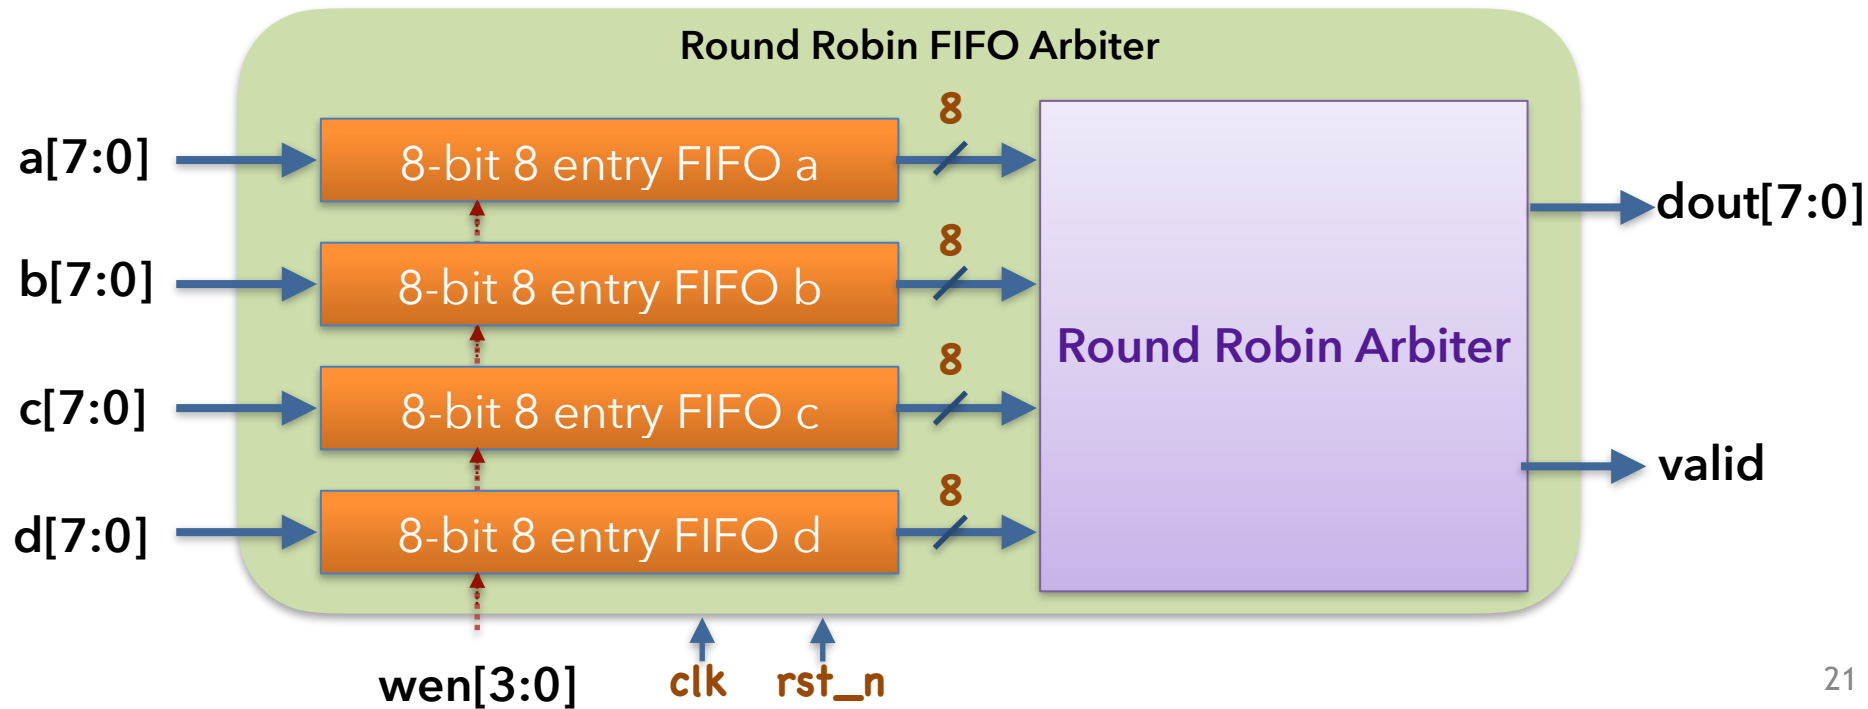 Round Robin FIFO Arbiter
8
a[7:0]
8-bit 8 entry FIFO a
8
b[7:0]
8-bit 8 entry FIFO b
8
c[7:0]
8-bit 8 entry FIFO c
8
d[7:0]
8-bit 8 entry FIFO d
Round Robin Arbiter
dout[7:0]
valid
wen[3:0]
clk
rst_n
21